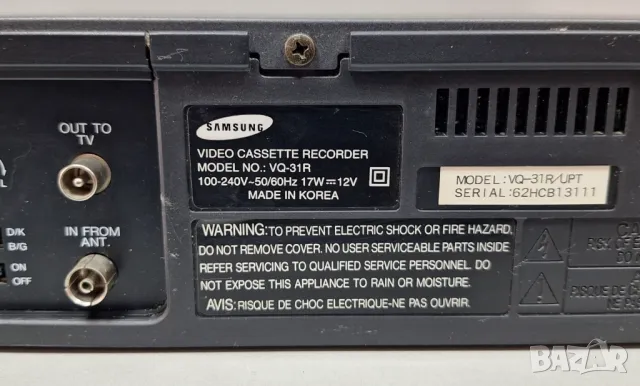 OUT TO
TV
D/K
B/G
IN FROM
ANT.
ON
OFF
SAMSUNG
VIDEO CASSETTE RECORDER
MODEL NO.: VQ-31R
100-240V~50/60Hz 17W⎓12V
MADE IN KOREA
MODEL: VQ-31R/UPT
SERIAL: 62HCB13111
WARNING: TO PREVENT ELECTRIC SHOCK OR FIRE HAZARD,
DO NOT REMOVE COVER. NO USER SERVICEABLE PARTS INSIDE
REFER SERVICING TO QUALIFIED SERVICE PERSONNEL. DO
NOT EXPOSE THIS APPLIANCE TO RAIN OR MOISTURE.
AVIS: RISQUE DE CHOC ELECTRIQUE-NE PAS OUVRIR.
BAZAR.BG